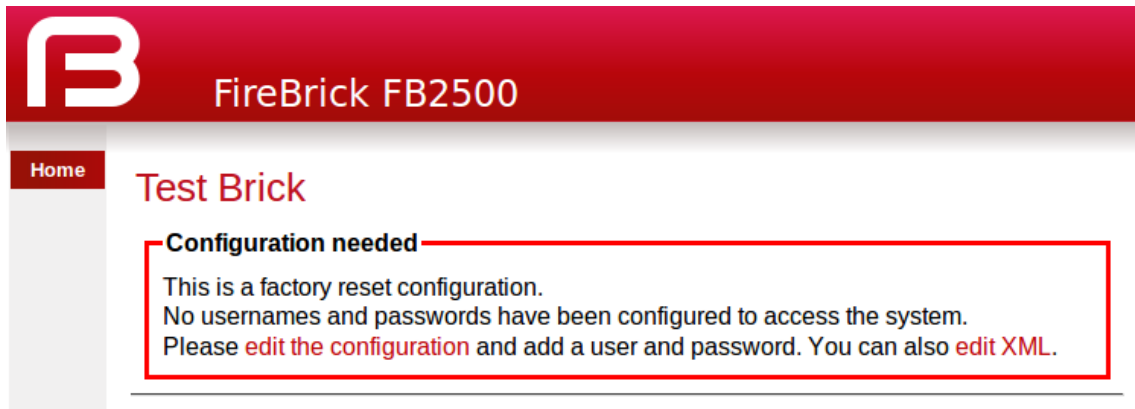 FireBrick FB2500
Home
Test Brick
Configuration needed
This is a factory reset configuration.
No usernames and passwords have been configured to access the system.
Please edit the configuration and add a user and password. You can also edit XML.